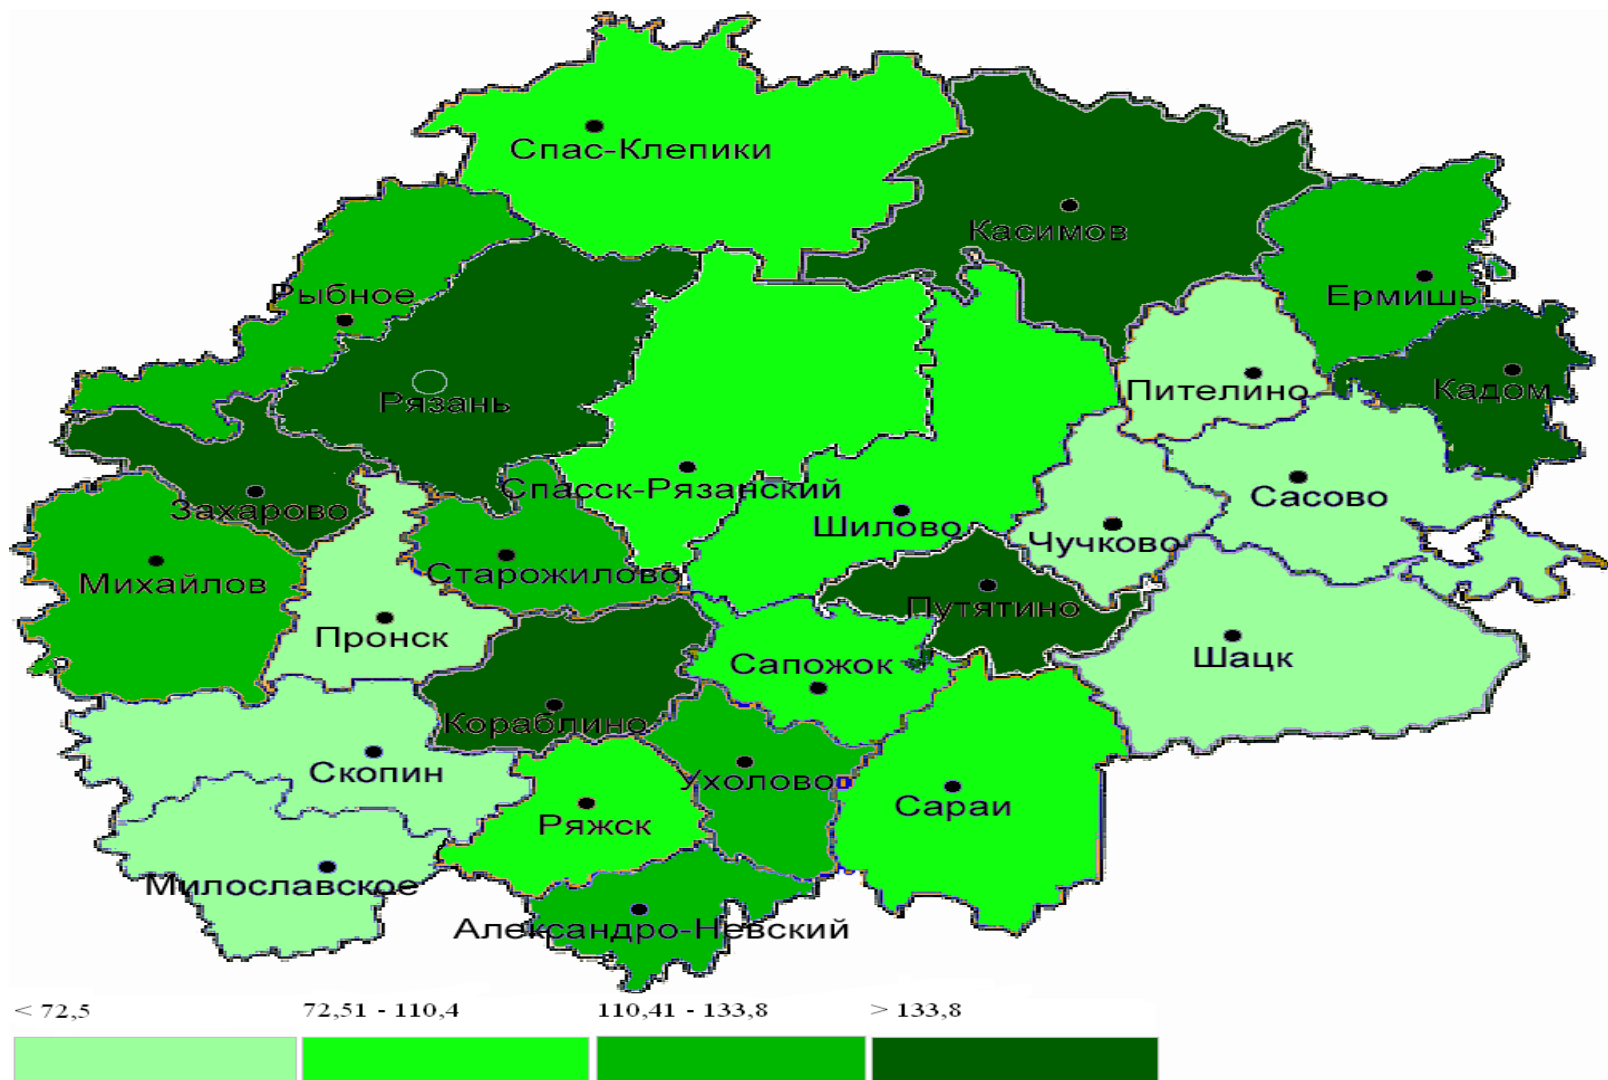 Спас-Клепики
Касимов
Рыбное
Ермишь
Пителино
Кадом
Рязань
Спасск-Рязанский
Сасово
Захарово
Шилово
Чучково
Михайлов
Старожилово
Путятино
Пронск
Сапожок
Шацк
Кораблино
Скопин
Ухолово
Сараи
Ряжск
Милославское
Александро-Невский
< 72,5 72,51 - 110,4 110,41 - 133,8 > 133,8